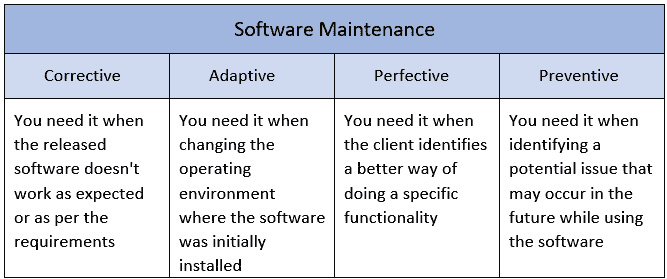 Software Maintenance
Corrective
Adaptive
Perfective
Preventive
You need it when
the released
software doesn't
work as expected
or as per the
requirements
You need it when
changing the
operating
environment
where the software
was initially
installed
You need it when
the client identifies
a better way of
doing a specific
functionality
You need it when
identifying a
potential issue that
may occur in the
future while using
the software